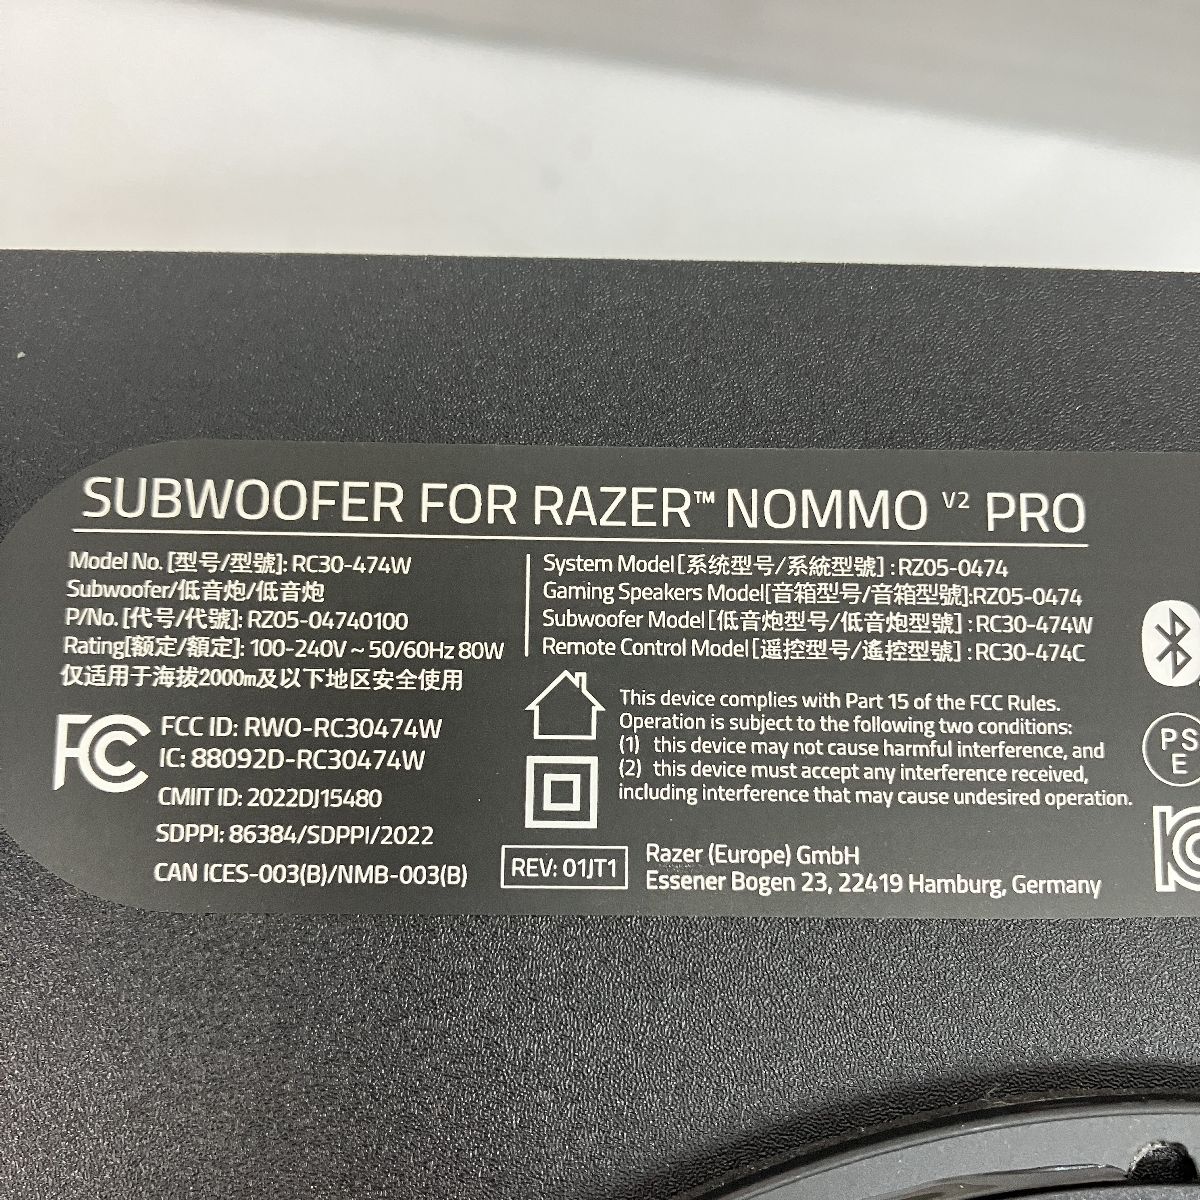 SUBWOOFER FOR RAZER™ NOMMO V2 PRO
Model No. [型号/型號]: RC30-474W
Subwoofer/低音炮/低音炮
P/No. [代号/代號]: RZ05-04740100
Rating[额定/額定]: 100-240V ~ 50/60Hz 80W
仅适用于海拔2000m及以下地区安全使用
System Model[系统型号/系統型號] :RZ05-0474
Gaming Speakers Model[音箱型号/音箱型號]:RZ05-0474
Subwoofer Model [低音炮型号/低音炮型號] :RC30-474W
Remote Control Model [遥控型号/遙控型號] :RC30-474C
FC
FCC ID: RWO-RC30474W
IC: 88092D-RC30474W
CMIIT ID: 2022DJ15480
SDPPI: 86384/SDPPI/2022
CAN ICES-003(B)/NMB-003(B)
This device complies with Part 15 of the FCC Rules.
Operation is subject to the following two conditions:
(1) this device may not cause harmful interference, and
(2) this device must accept any interference received,
including interference that may cause undesired operation.
REV: 01JT1
Razer (Europe) GmbH
Essener Bogen 23, 22419 Hamburg, Germany
PS
E